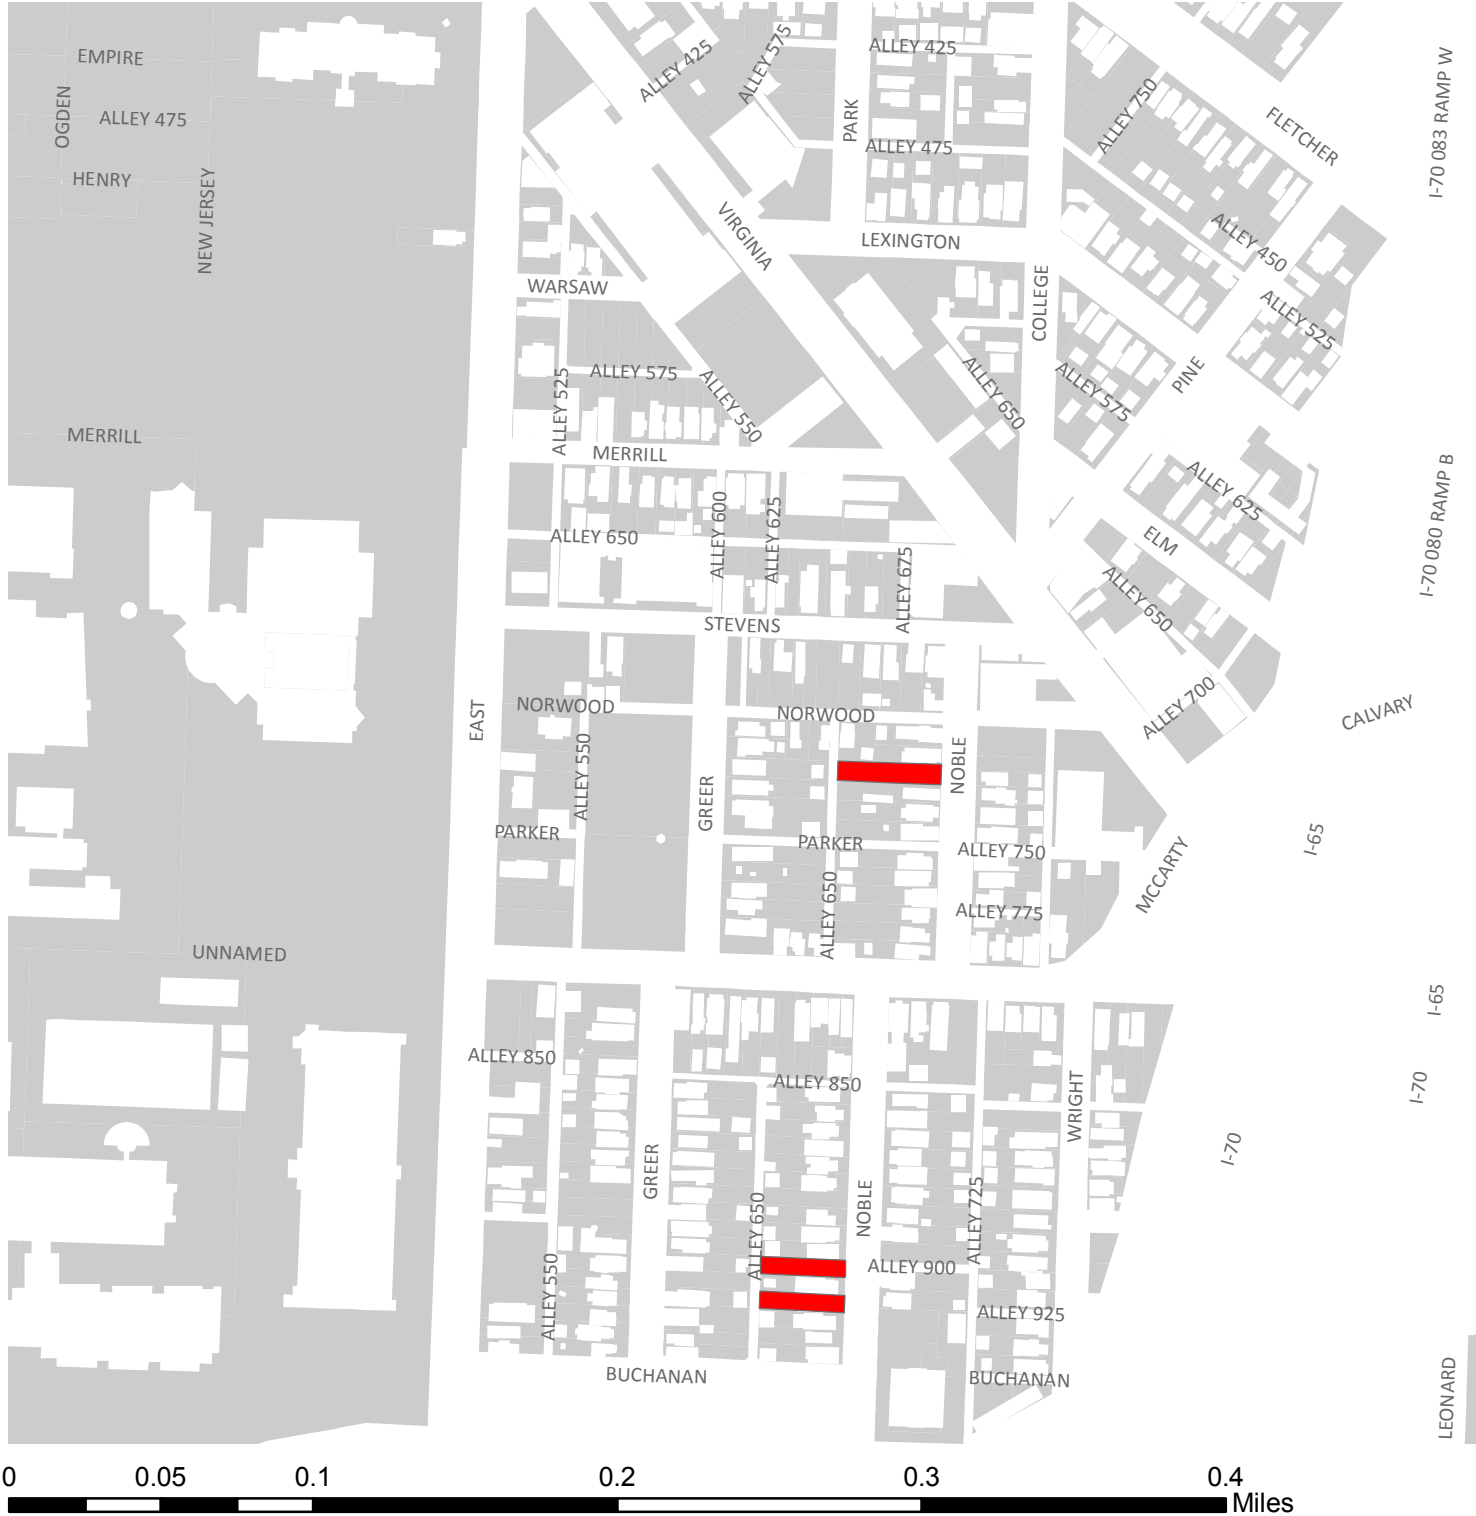 EMPIRE
OGDEN
ALLEY 475
HENRY
NEW JERSEY
ALLEY 425
ALLEY 575
PARK
ALLEY 425
ALLEY 475
ALLEY 750
FLETCHER
I-70 083 RAMP W
VIRGINIA
LEXINGTON
ALLEY 450
WARSAW
COLLEGE
ALLEY 525
ALLEY 575
ALLEY 525
ALLEY 550
ALLEY 650
ALLEY 575
PINE
MERRILL
MERRILL
ALLEY 600
ALLEY 625
ALLEY 625
I-70 080 RAMP B
ALLEY 650
ALLEY 675
ELM
ALLEY 650
STEVENS
NORWOOD
NORWOOD
EAST
ALLEY 700
CALVARY
ALLEY 550
GREER
NOBLE
PARKER
PARKER
ALLEY 750
I-65
MCCARTY
ALLEY 650
ALLEY 775
UNNAMED
I-65
ALLEY 850
ALLEY 850
WRIGHT
I-70
GREER
I-70
ALLEY 650
NOBLE
ALLEY 725
ALLEY 550
ALLEY 900
ALLEY 925
BUCHANAN
BUCHANAN
LEONARD
0 0.05 0.1 0.2 0.3 0.4
Miles